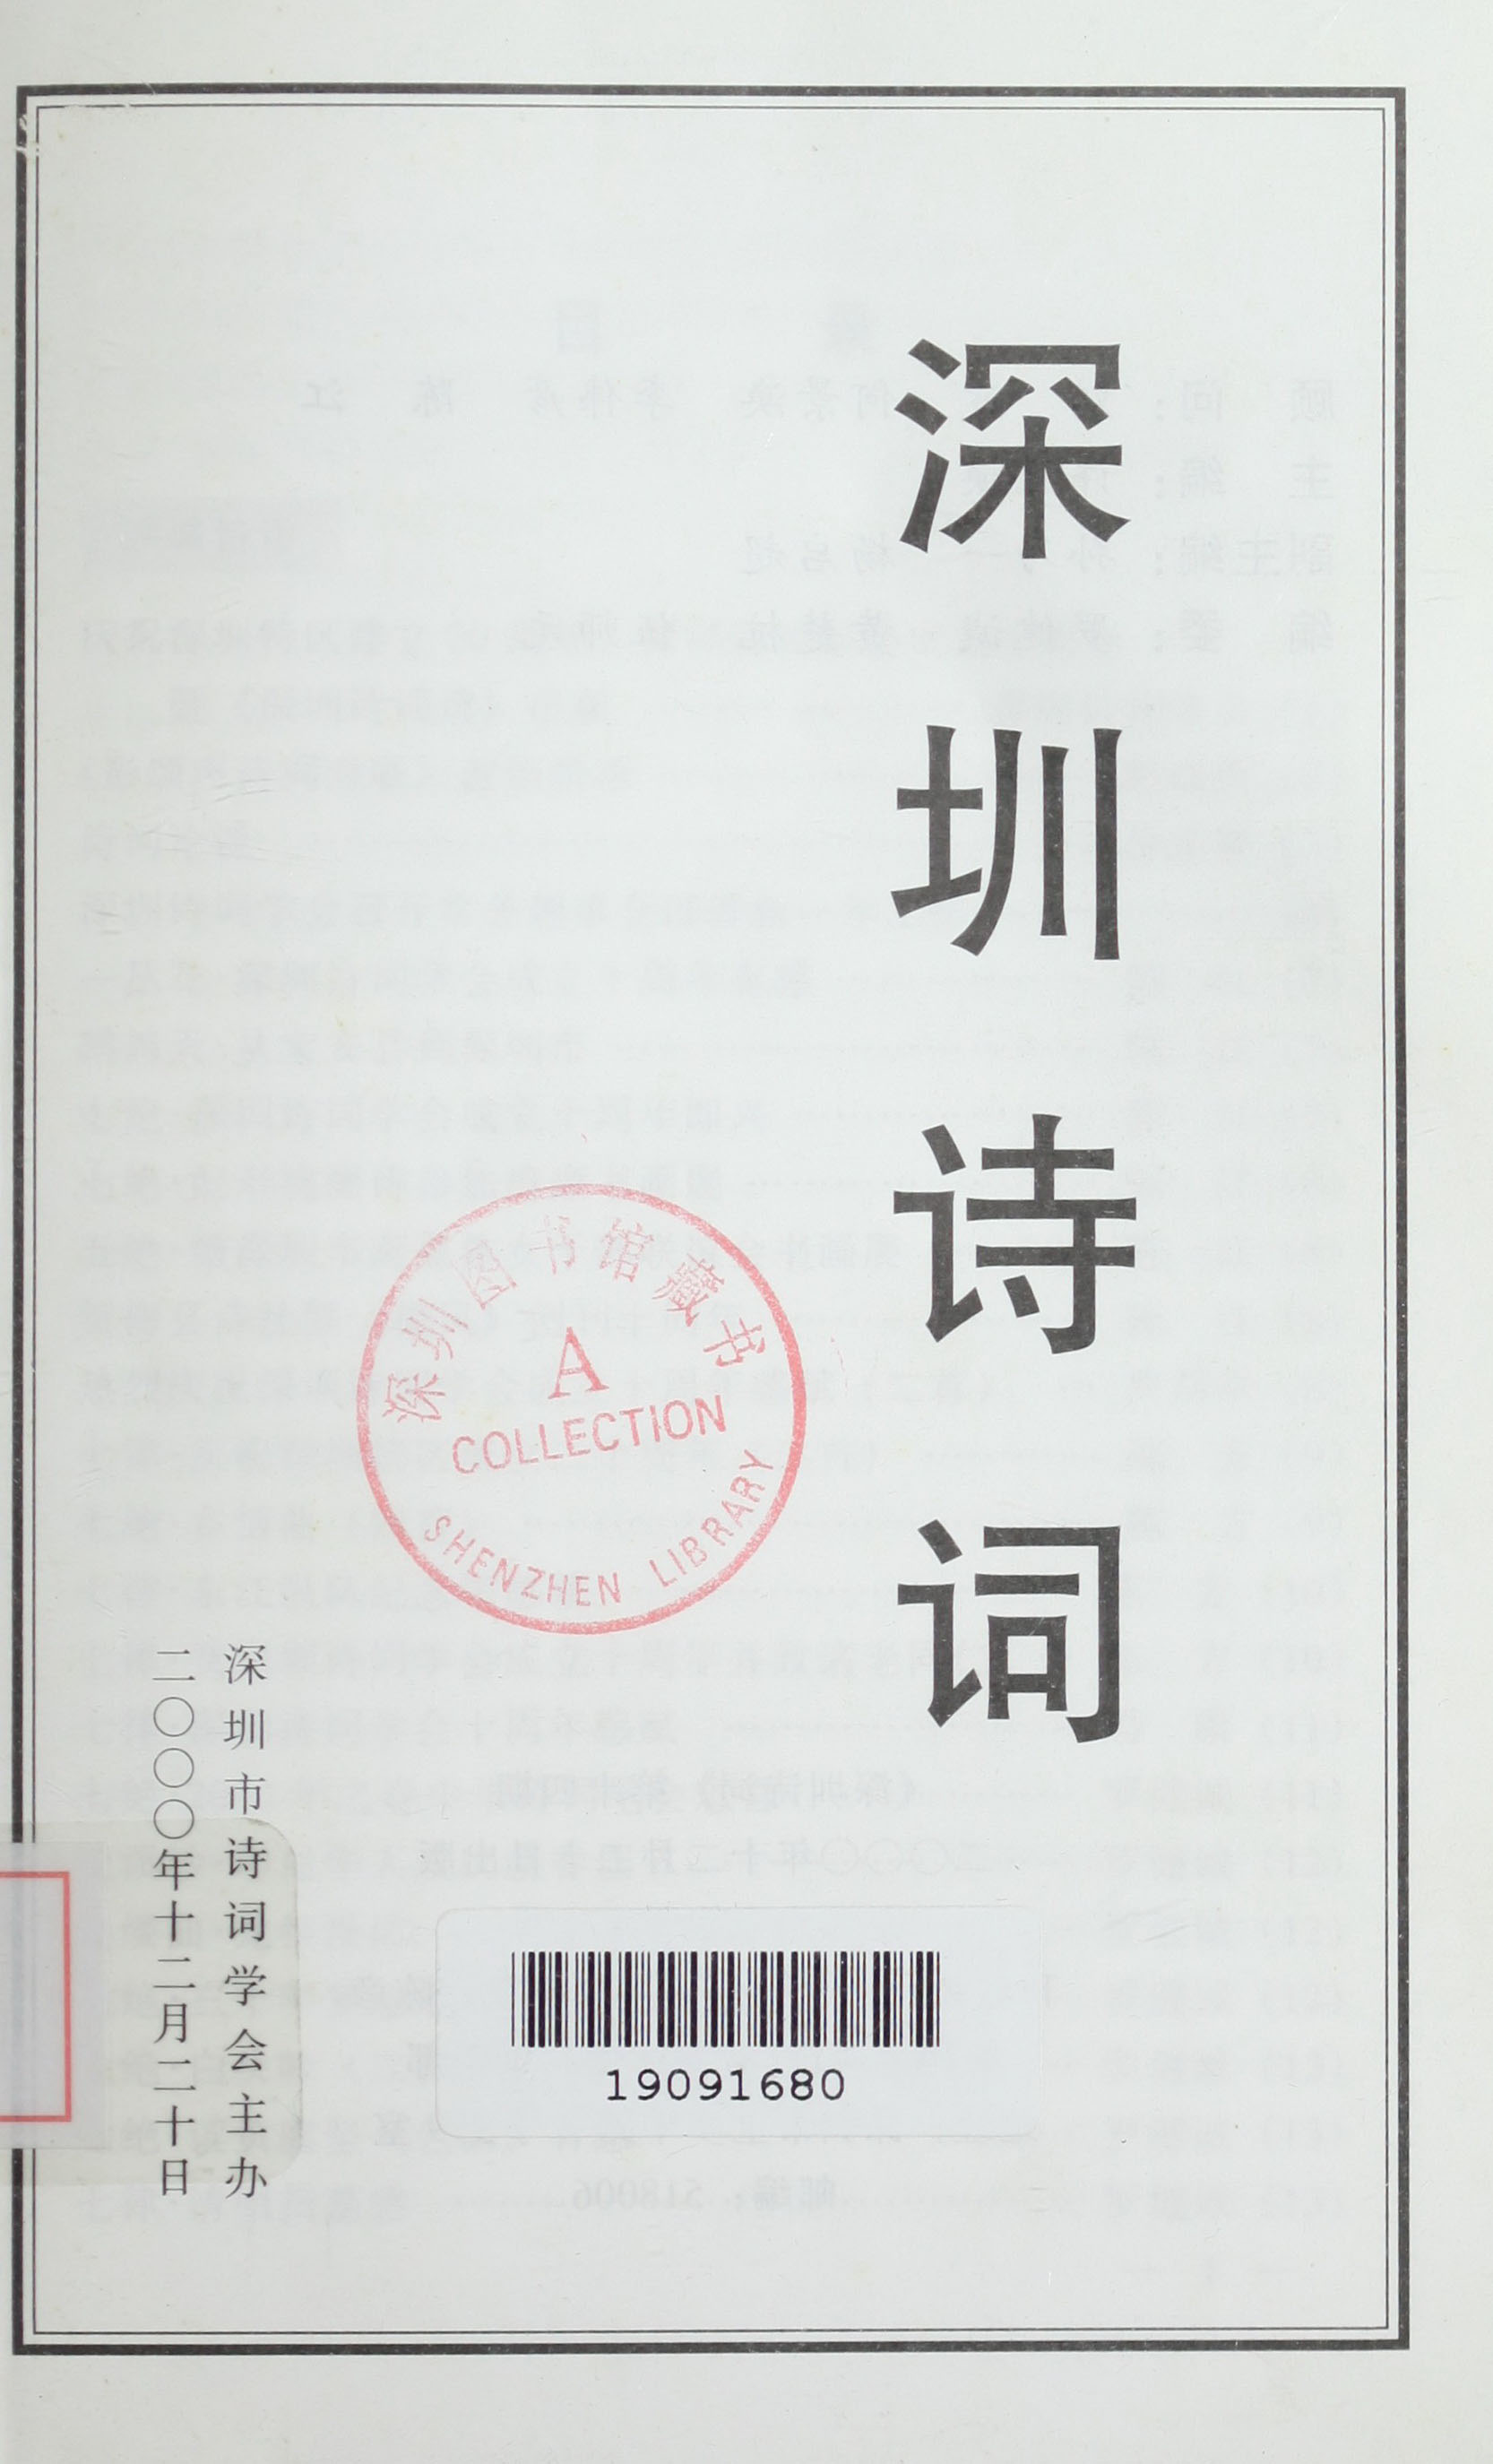 深圳诗词
深圳市诗词学会主办
二〇〇〇年十二月二十日
深圳图书馆藏书
A
COLLECTION
SHENZHEN LIBRARY
19091680